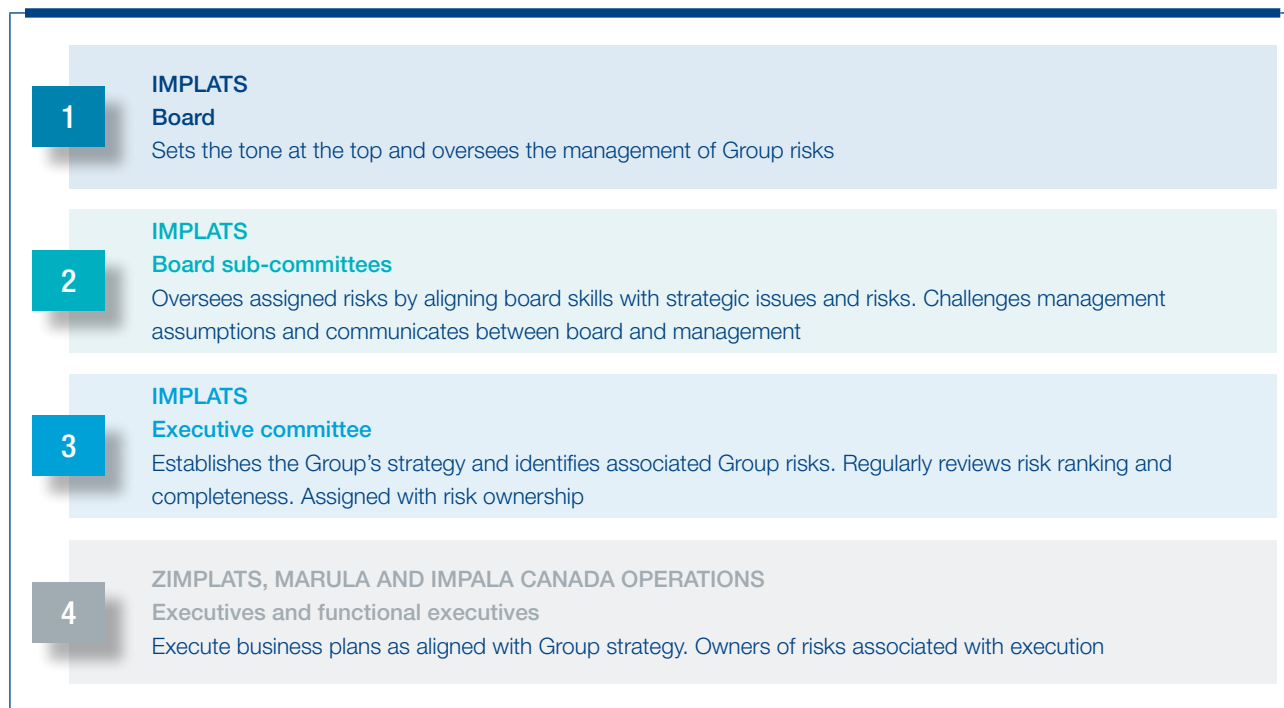 1
IMPLATS
Board
Sets the tone at the top and oversees the management of Group risks
2
IMPLATS
Board sub-committees
Oversees assigned risks by aligning board skills with strategic issues and risks. Challenges management
assumptions and communicates between board and management
3
IMPLATS
Executive committee
Establishes the Group’s strategy and identifies associated Group risks. Regularly reviews risk ranking and
completeness. Assigned with risk ownership
4
ZIMPLATS, MARULA AND IMPALA CANADA OPERATIONS
Executives and functional executives
Execute business plans as aligned with Group strategy. Owners of risks associated with execution